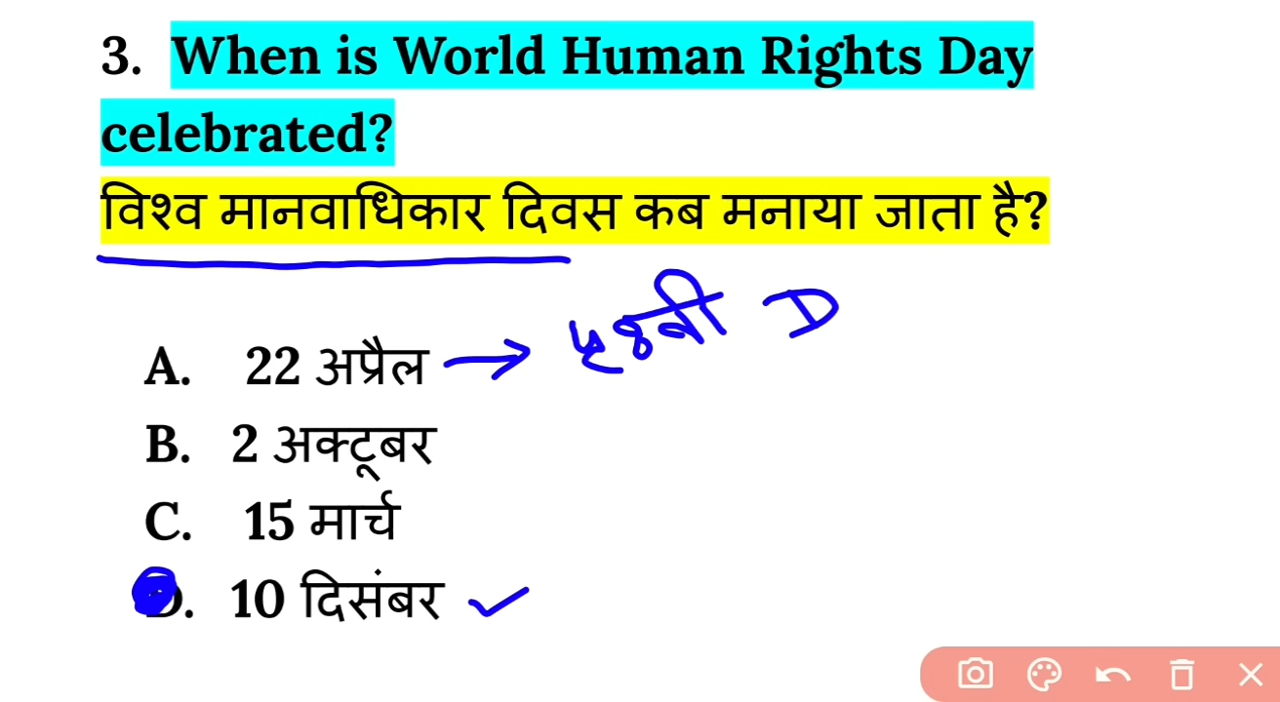 3. When is World Human Rights Day
celebrated?
विश्व मानवाधिकार दिवस कब मनाया जाता है?
A. 22 अप्रैल → पृथ्वी D
B. 2 अक्टूबर
C. 15 मार्च
D. 10 दिसंबर ✓